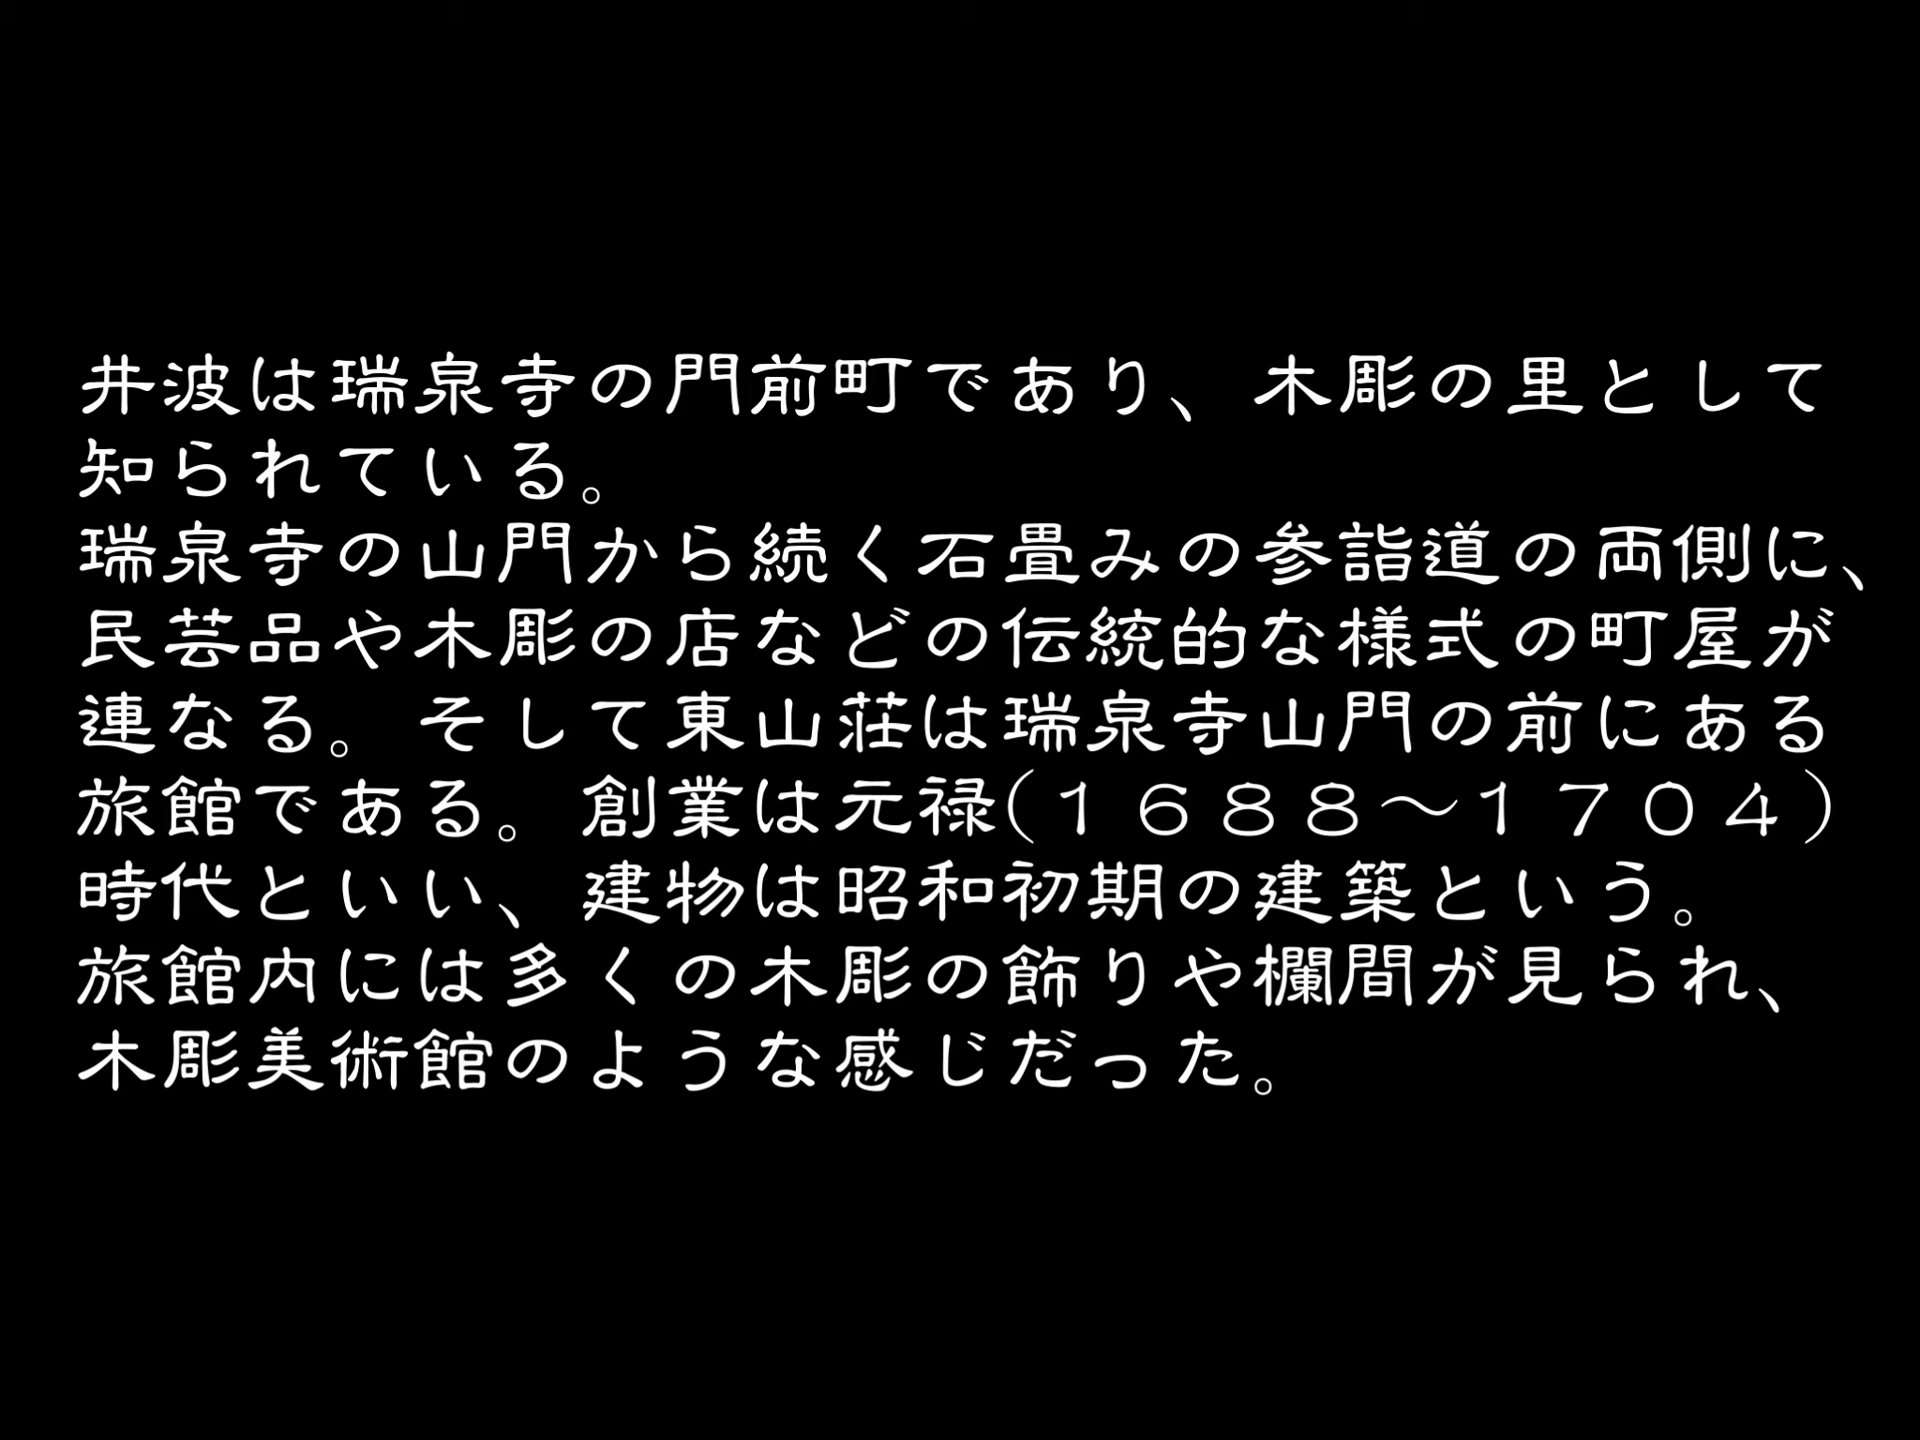 井波は瑞泉寺の門前町であり、木彫の里として
知られている。
瑞泉寺の山門から続く石畳みの参詣道の両側に、
民芸品や木彫の店などの伝統的な様式の町屋が
連なる。そして東山荘は瑞泉寺山門の前にある
旅館である。創業は元禄(１６８８～１７０４)
時代といい、建物は昭和初期の建築という。
旅館内には多くの木彫の飾りや欄間が見られ、
木彫美術館のような感じだった。